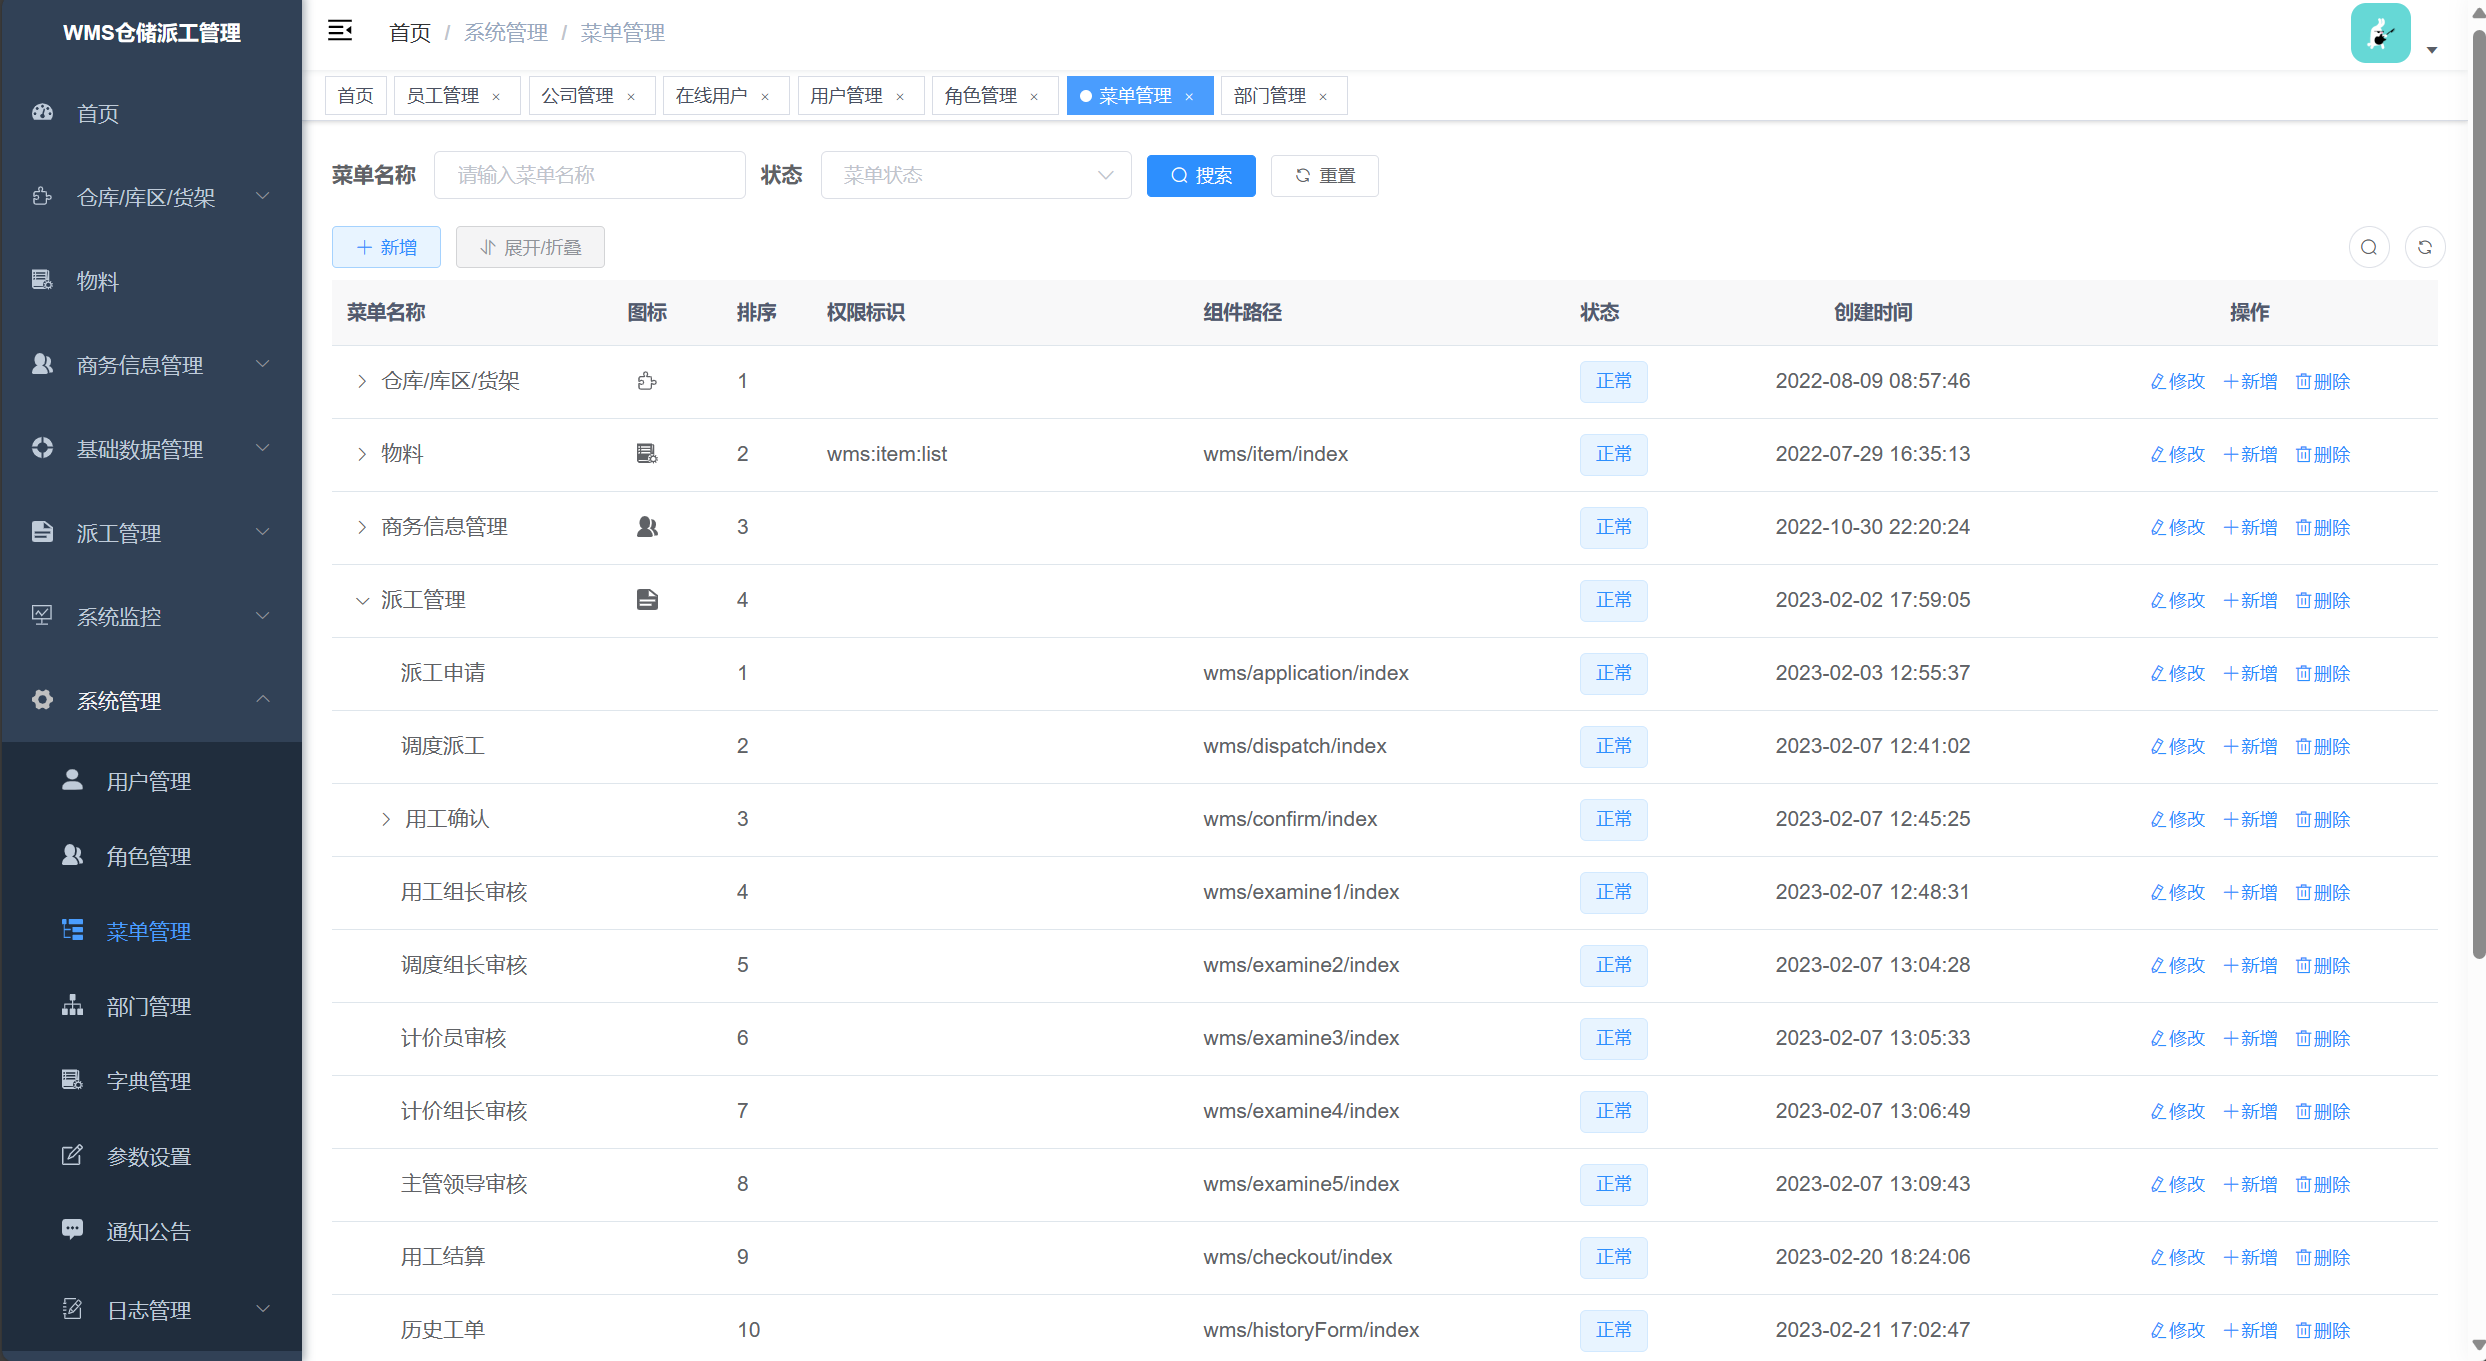 WMS仓储派工管理
首页
仓库/库区/货架
物料
商务信息管理
基础数据管理
派工管理
系统监控
系统管理
用户管理
角色管理
菜单管理
部门管理
字典管理
参数设置
通知公告
日志管理
首页 / 系统管理 / 菜单管理
首页 员工管理 × 公司管理 × 在线用户 × 用户管理 × 角色管理 × 菜单管理 × 部门管理 ×
菜单名称 请输入菜单名称 状态 菜单状态 搜索 重置
新增 展开/折叠
菜单名称 图标 排序 权限标识 组件路径 状态 创建时间 操作
仓库/库区/货架 1 正常 2022-08-09 08:57:46 修改 新增 删除
物料 2 wms:item:list wms/item/index 正常 2022-07-29 16:35:13 修改 新增 删除
商务信息管理 3 正常 2022-10-30 22:20:24 修改 新增 删除
派工管理 4 正常 2023-02-02 17:59:05 修改 新增 删除
派工申请 1 wms/application/index 正常 2023-02-03 12:55:37 修改 新增 删除
调度派工 2 wms/dispatch/index 正常 2023-02-07 12:41:02 修改 新增 删除
用工确认 3 wms/confirm/index 正常 2023-02-07 12:45:25 修改 新增 删除
用工组长审核 4 wms/examine1/index 正常 2023-02-07 12:48:31 修改 新增 删除
调度组长审核 5 wms/examine2/index 正常 2023-02-07 13:04:28 修改 新增 删除
计价员审核 6 wms/examine3/index 正常 2023-02-07 13:05:33 修改 新增 删除
计价组长审核 7 wms/examine4/index 正常 2023-02-07 13:06:49 修改 新增 删除
主管领导审核 8 wms/examine5/index 正常 2023-02-07 13:09:43 修改 新增 删除
用工结算 9 wms/checkout/index 正常 2023-02-20 18:24:06 修改 新增 删除
历史工单 10 wms/historyForm/index 正常 2023-02-21 17:02:47 修改 新增 删除